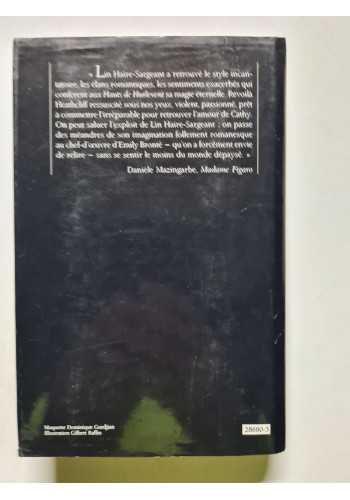 « Lin Haire-Sargeant a retrouvé le style incan-
tatoire, les élans romantiques, les sentiments exacerbés qui
confèrent aux Hauts de Hurlevent sa magie éternelle. Revoilà
Heathcliff ressuscité sous nos yeux, violent, passionné, prêt
à commettre l'irréparable pour retrouver l'amour de Cathy.
On peut saluer l'exploit de Lin Haire-Sargeant : on passe
des méandres de son imagination follement romanesque
au chef-d'œuvre d'Emily Brontë – qu'on a forcément envie
de relire – sans se sentir le moins du monde dépaysé. »
Danièle Mazingarbe, Madame Figaro
Maquette Dominique Gurdjian
Illustration Gilbert Raffin
28680-3